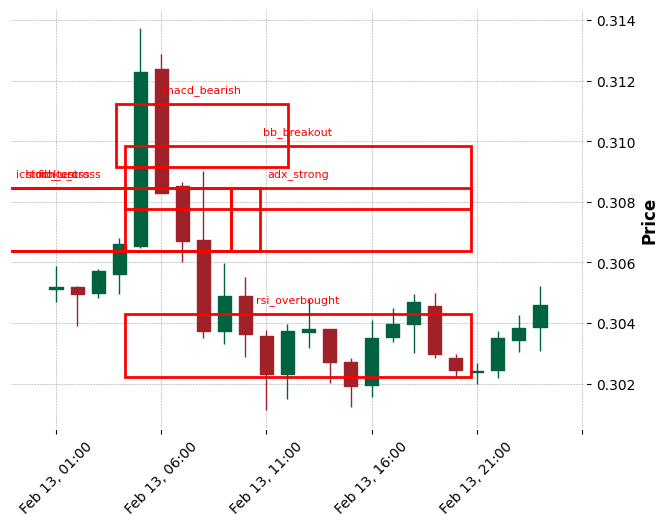 0.314
0.312
macd_bearish
0.310
bb_breakout
adx_strong
0.308
Price
0.306
rsi_overbought
0.304
0.302
Feb 13, 01:00
Feb 13, 06:00
Feb 13, 11:00
Feb 13, 16:00
Feb 13, 21:00